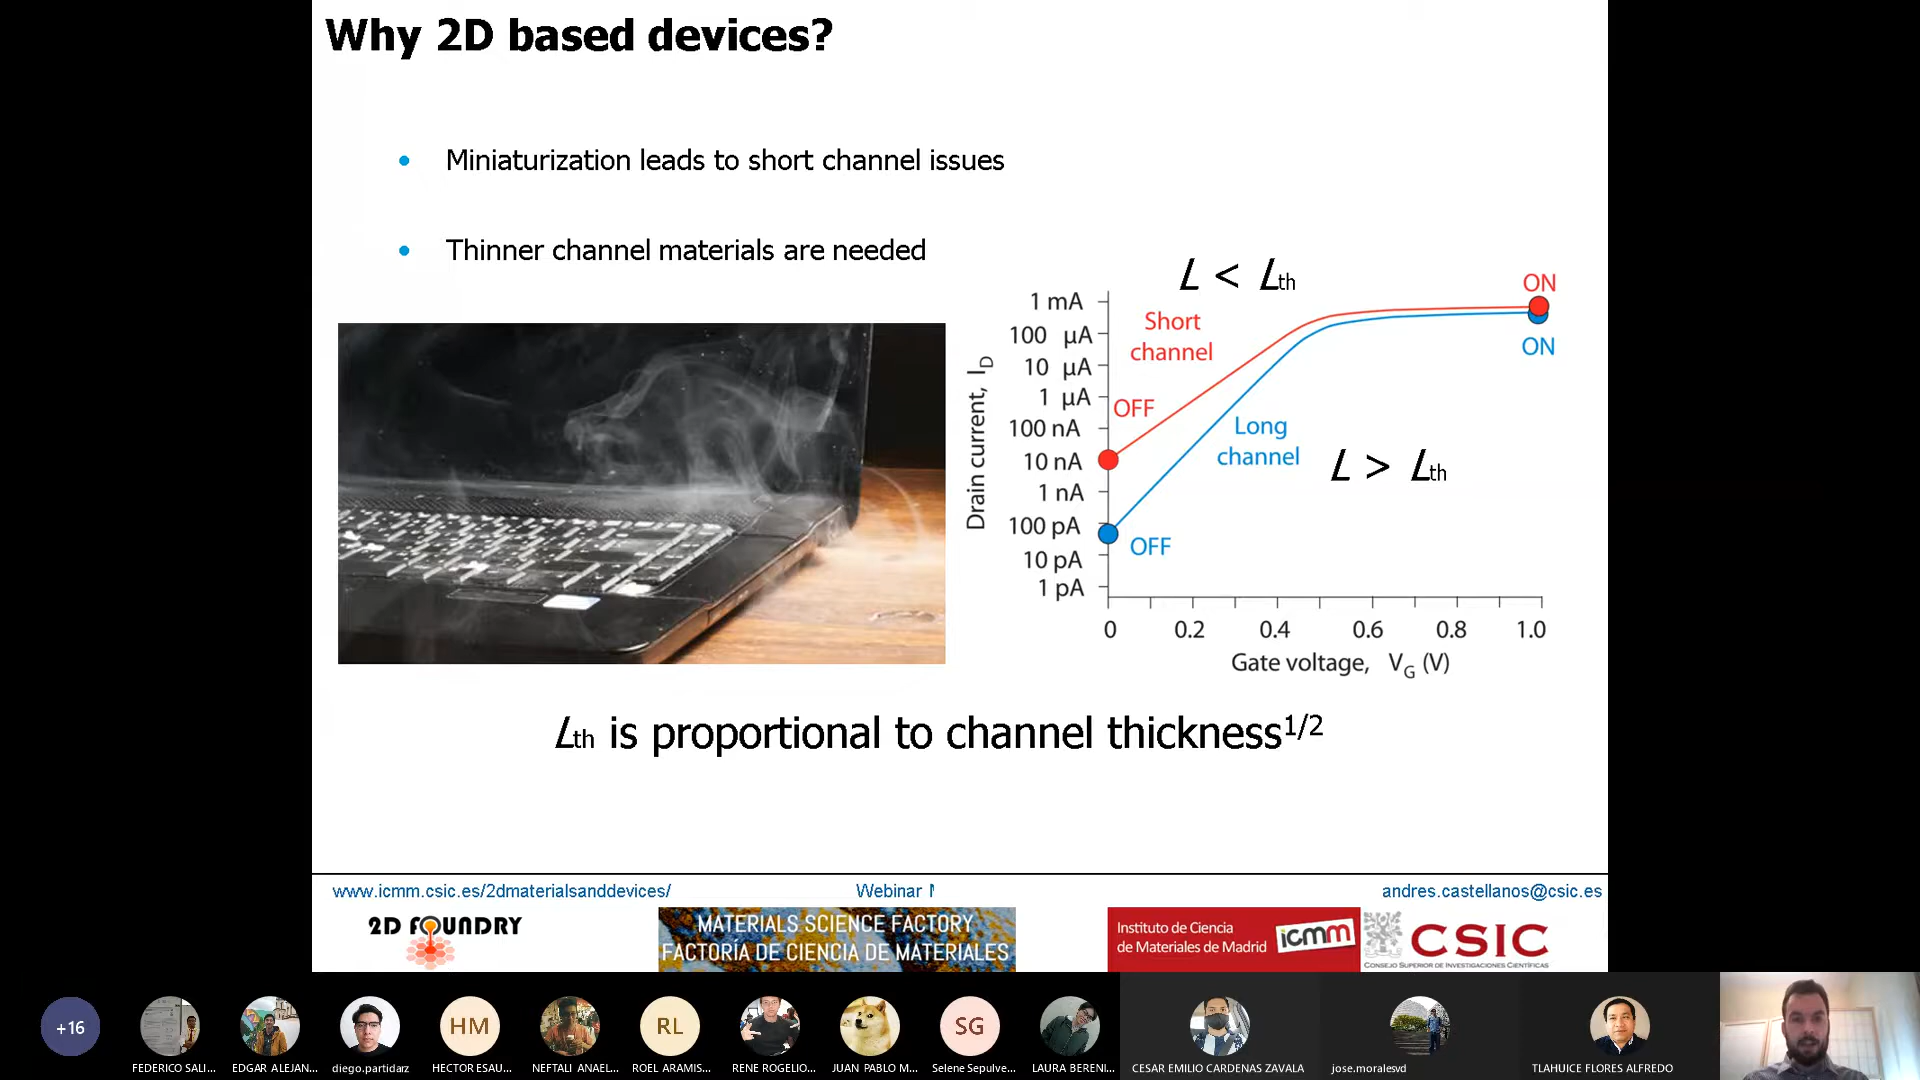 Why 2D based devices?
• Miniaturization leads to short channel issues
• Thinner channel materials are needed
L < Lth
ON
1 mA
Short
channel
100 μA
ON
10 μA
1 μA
OFF
100 nA
Long
channel
10 nA
L > Lth
1 nA
100 pA
OFF
10 pA
1 pA
Drain current, I_D
0 0.2 0.4 0.6 0.8 1.0
Gate voltage, V_G (V)
Lth is proportional to channel thickness^1/2
www.icmm.csic.es/2dmaterialsanddevices/
Webinar
andres.castellanos@csic.es
2D FOUNDRY
MATERIALS SCIENCE FACTORY
FACTORÍA DE CIENCIA DE MATERIALES
Instituto de Ciencia
de Materiales de Madrid
icmm
CSIC
CONSEJO SUPERIOR DE INVESTIGACIONES CIENTÍFICAS
+16
HM
RL
SG
FEDERICO SALI...
EDGAR ALEJAN...
diego.partidarz
HECTOR ESAU...
NEFTALI ANAEL...
ROEL ARAMIS...
RENE ROGELIO...
JUAN PABLO M...
Selene Sepulve...
LAURA BERENI...
CESAR EMILIO CARDENAS ZAVALA
jose.moralesvd
TLAHUICE FLORES ALFREDO